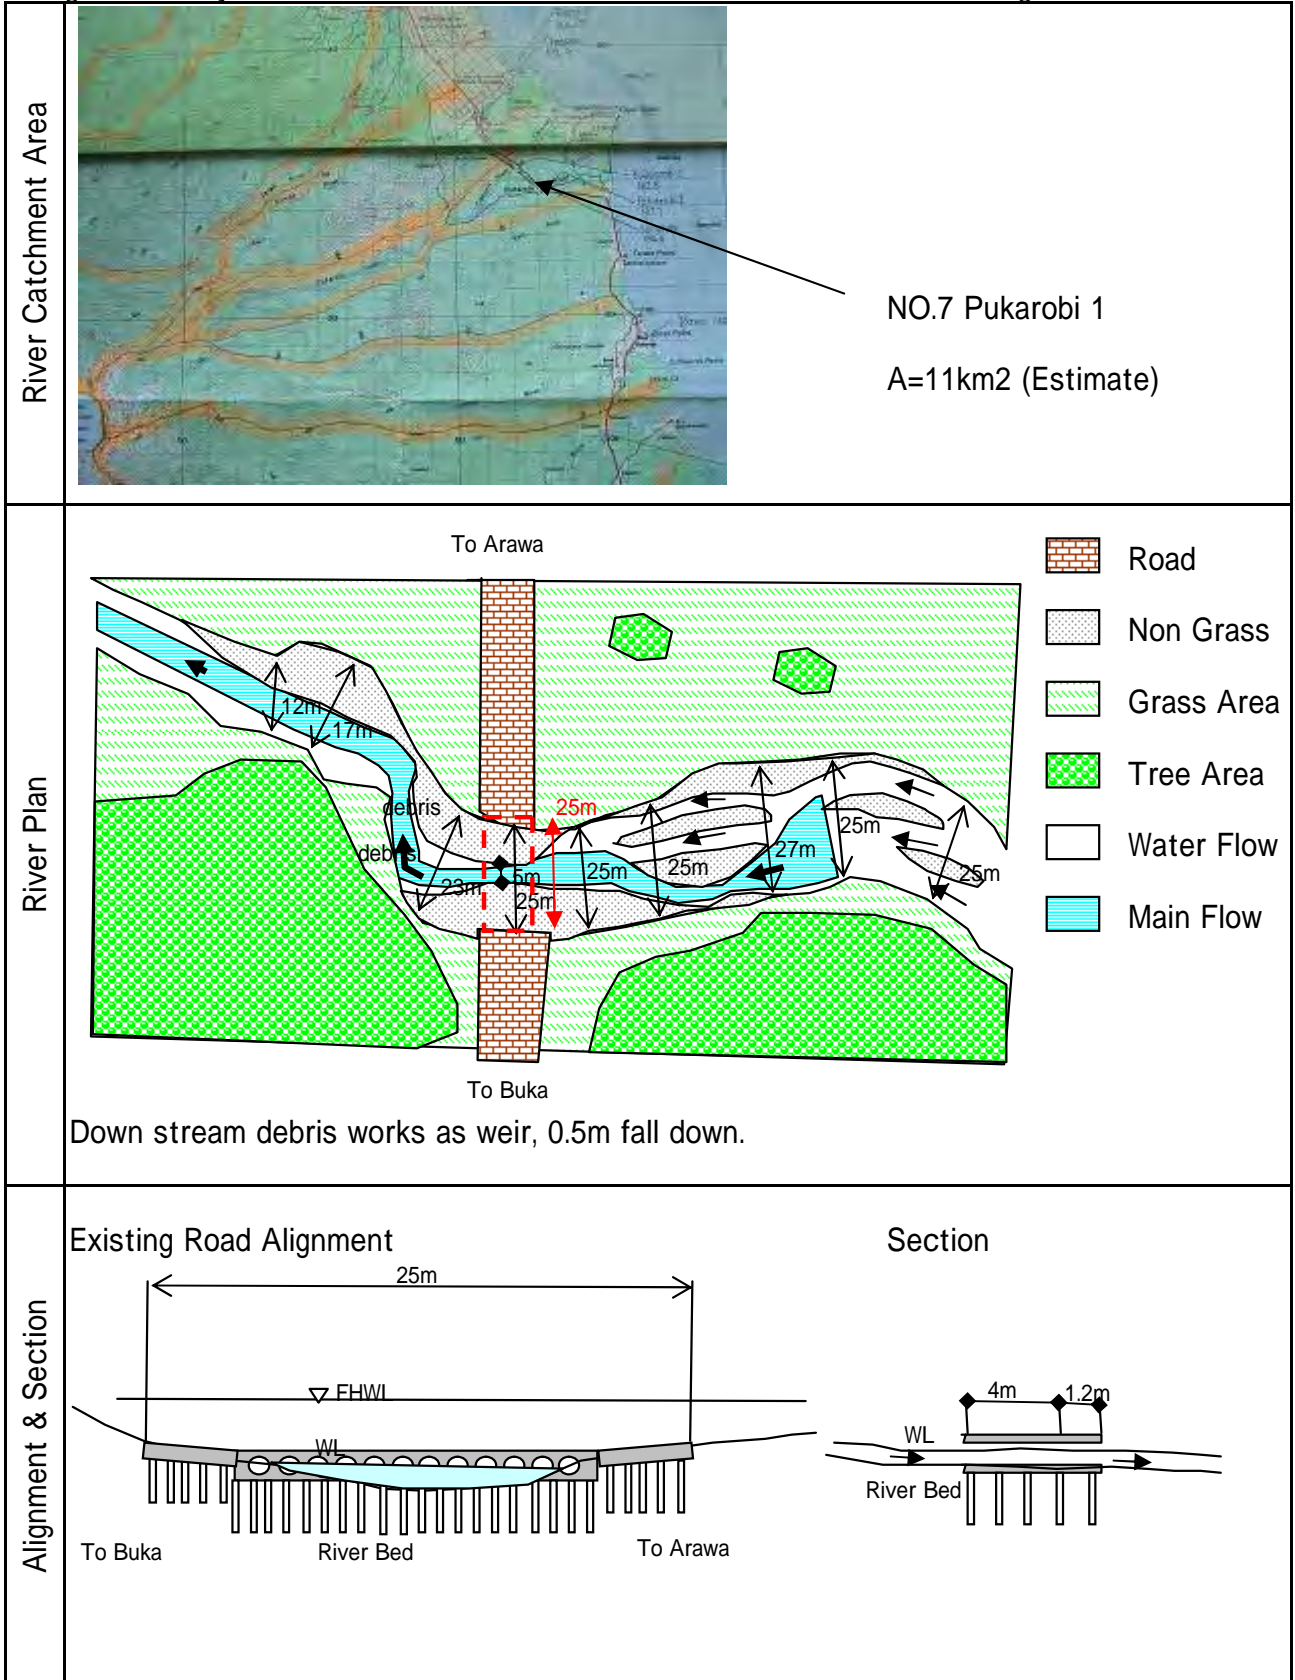 River Catchment Area
NO.7 Pukarobi 1
A=11km2 (Estimate)
River Plan
To Arawa
Road
Non Grass
Grass Area
Tree Area
Water Flow
Main Flow
12m
17m
debris
debris
23m
5m
25m
25m
25m
25m
27m
25m
25m
To Buka
Down stream debris works as weir, 0.5m fall down.
Alignment & Section
Existing Road Alignment
Section
25m
FHWL
WL
To Buka
River Bed
To Arawa
4m
1.2m
WL
River Bed